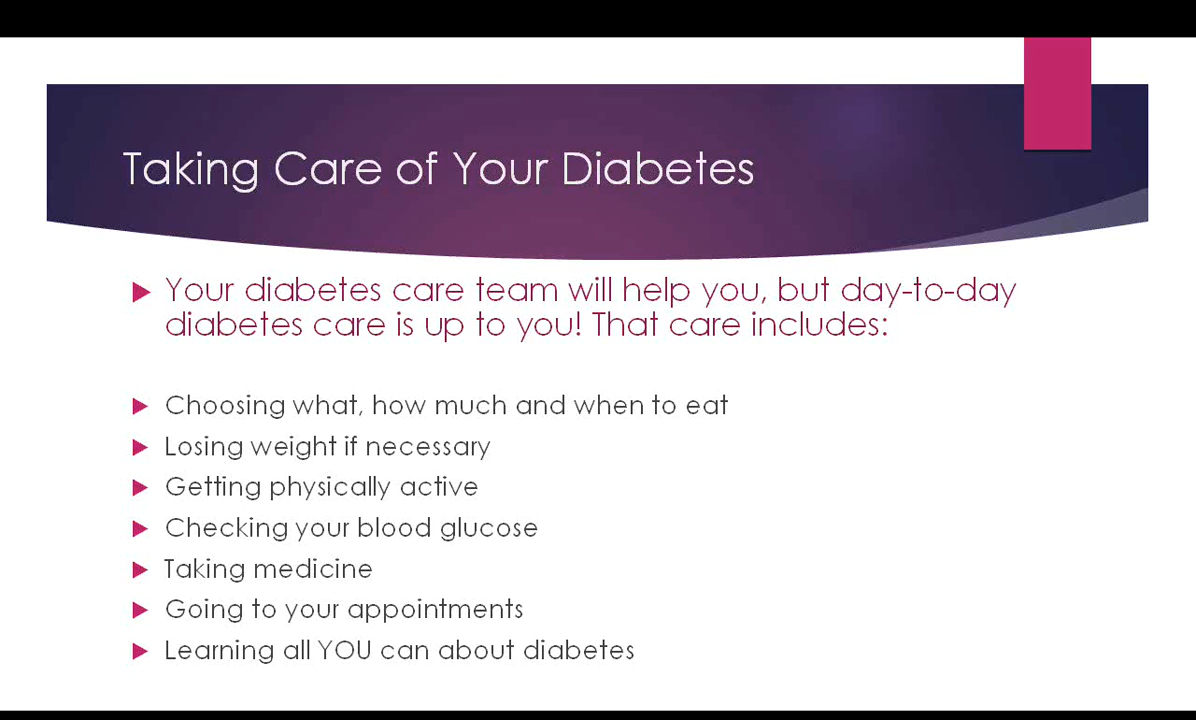 Taking Care of Your Diabetes
Your diabetes care team will help you, but day-to-day
diabetes care is up to you! That care includes:
Choosing what, how much and when to eat
Losing weight if necessary
Getting physically active
Checking your blood glucose
Taking medicine
Going to your appointments
Learning all YOU can about diabetes